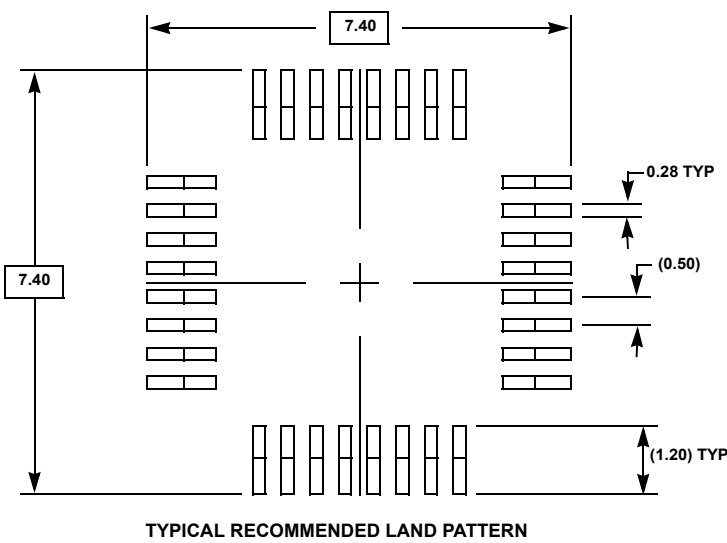 7.40
0.28 TYP
(0.50)
7.40
(1.20) TYP
TYPICAL RECOMMENDED LAND PATTERN